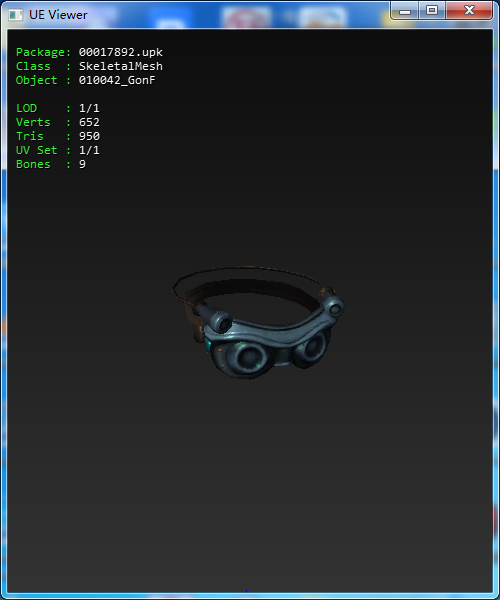 UE Viewer
Package: 00017892.upk
Class : SkeletalMesh
Object : 010042_GonF
LOD : 1/1
Verts : 652
Tris : 950
UV Set : 1/1
Bones : 9